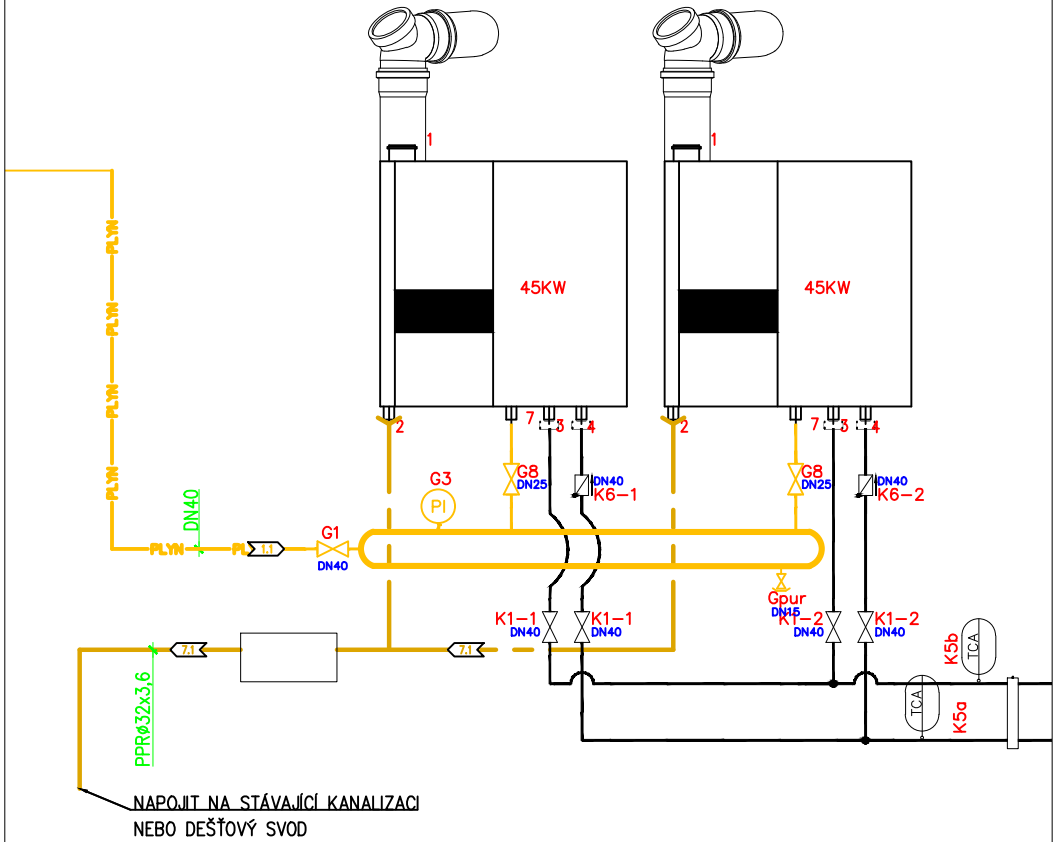 1
1
45KW
45KW
PLYN
PLYN
PLYN
PLYN
2
7
3
4
2
7
3
4
G3
PI
G8
DN25
DN40
K6-1
G8
DN25
DN40
K6-2
DN40
G1
DN40
PLYN
PL
1.1
Gpur
DN15
K1-1
DN40
K1-1
DN40
K1-2
DN40
K1-2
DN40
7.1
7.1
K5b
TCA
K5a
TCA
PPRø32x3,6
NAPOJIT NA STÁVAJÍCÍ KANALIZACI
NEBO DEŠŤOVÝ SVOD